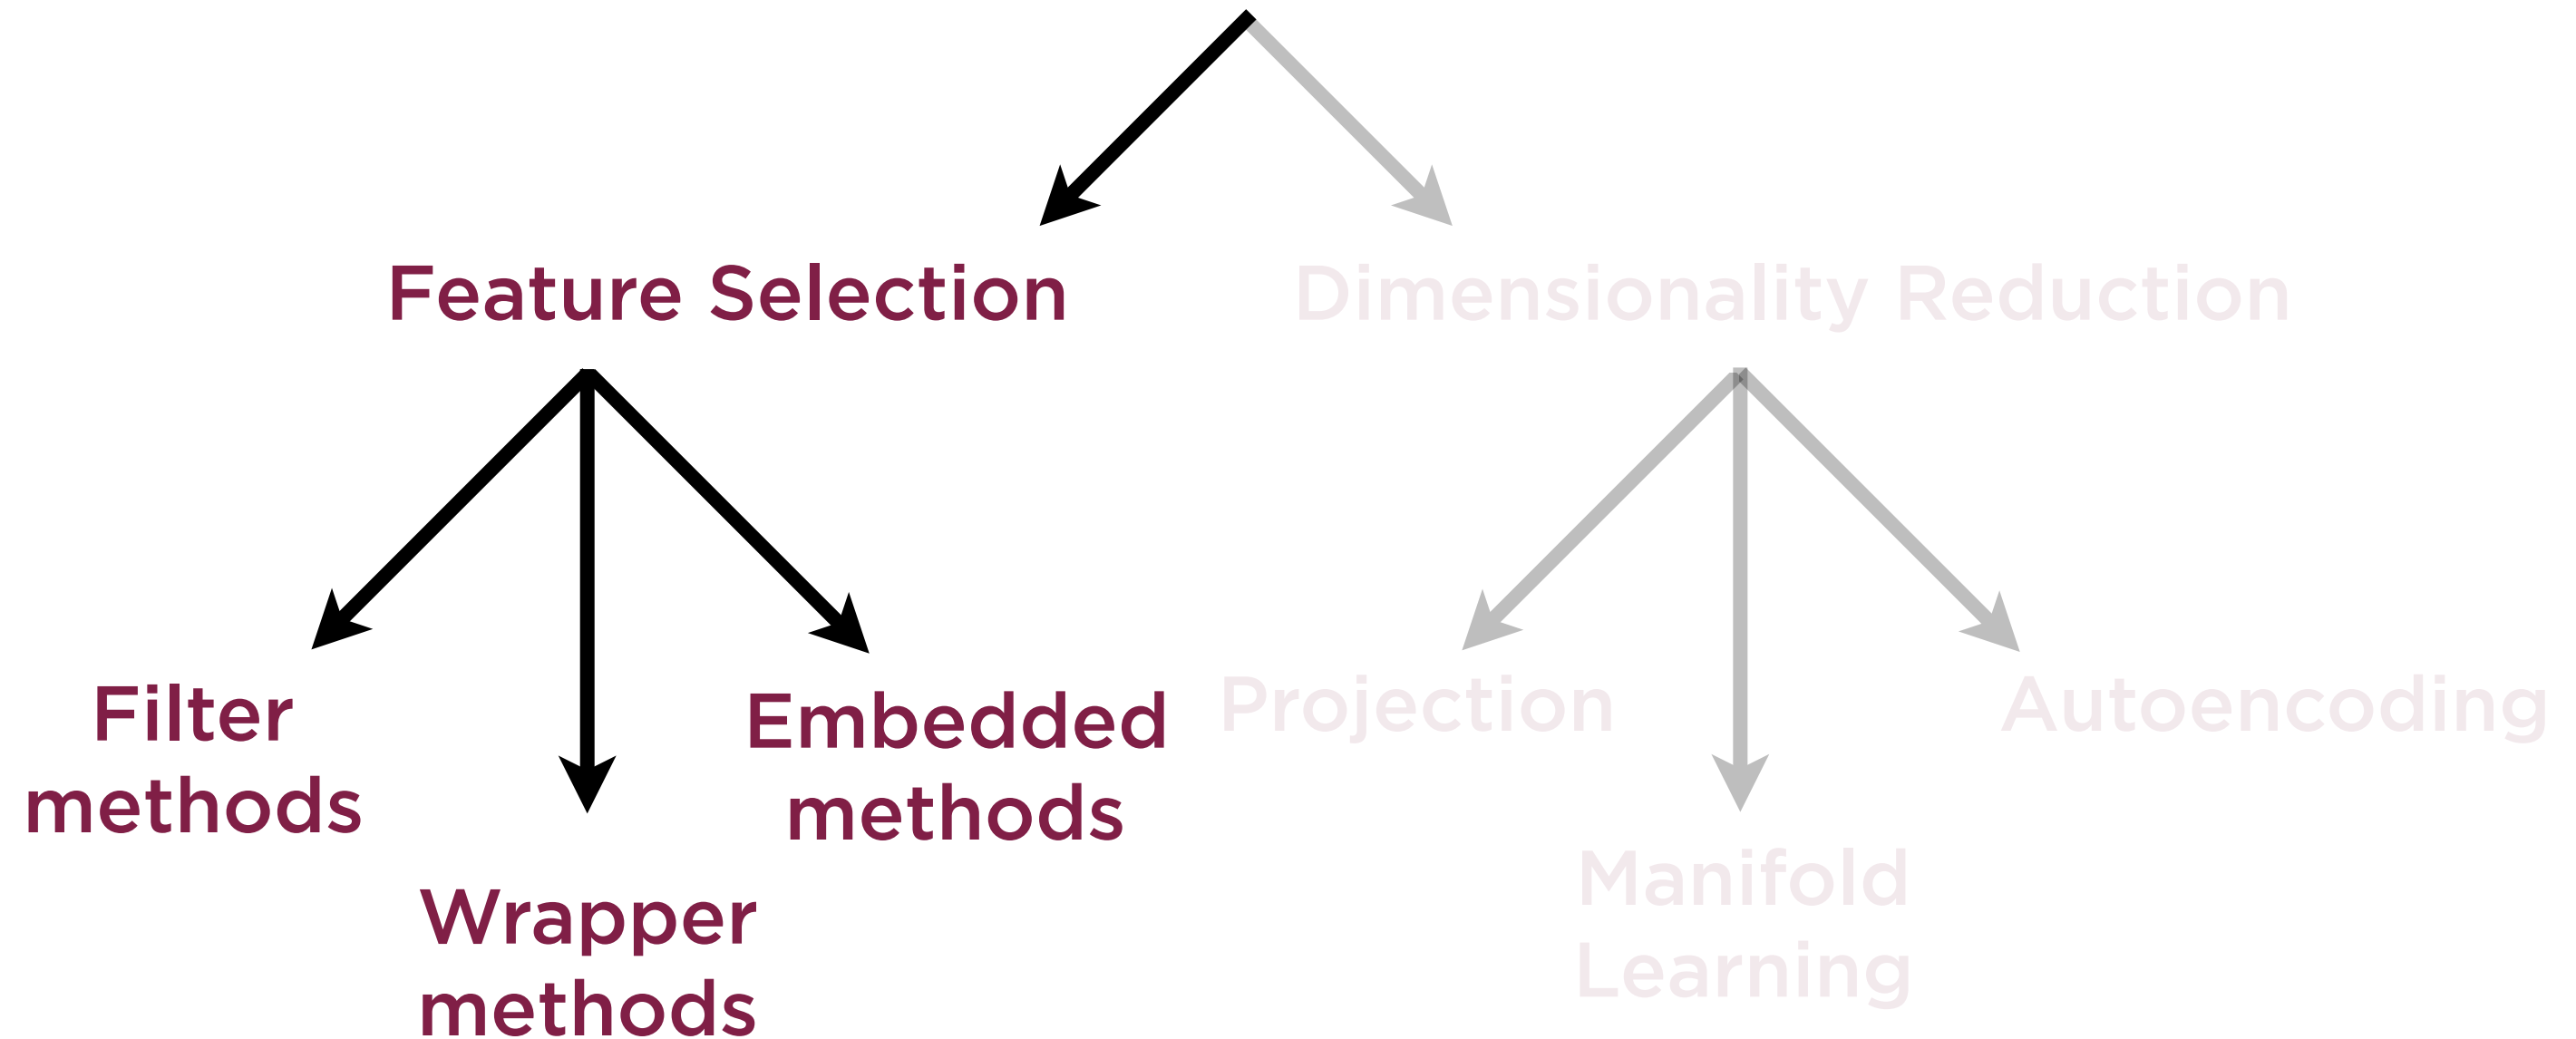 Feature Selection
Dimensionality Reduction
Filter
methods
Wrapper
methods
Embedded
methods
Projection
Manifold
Learning
Autoencoding